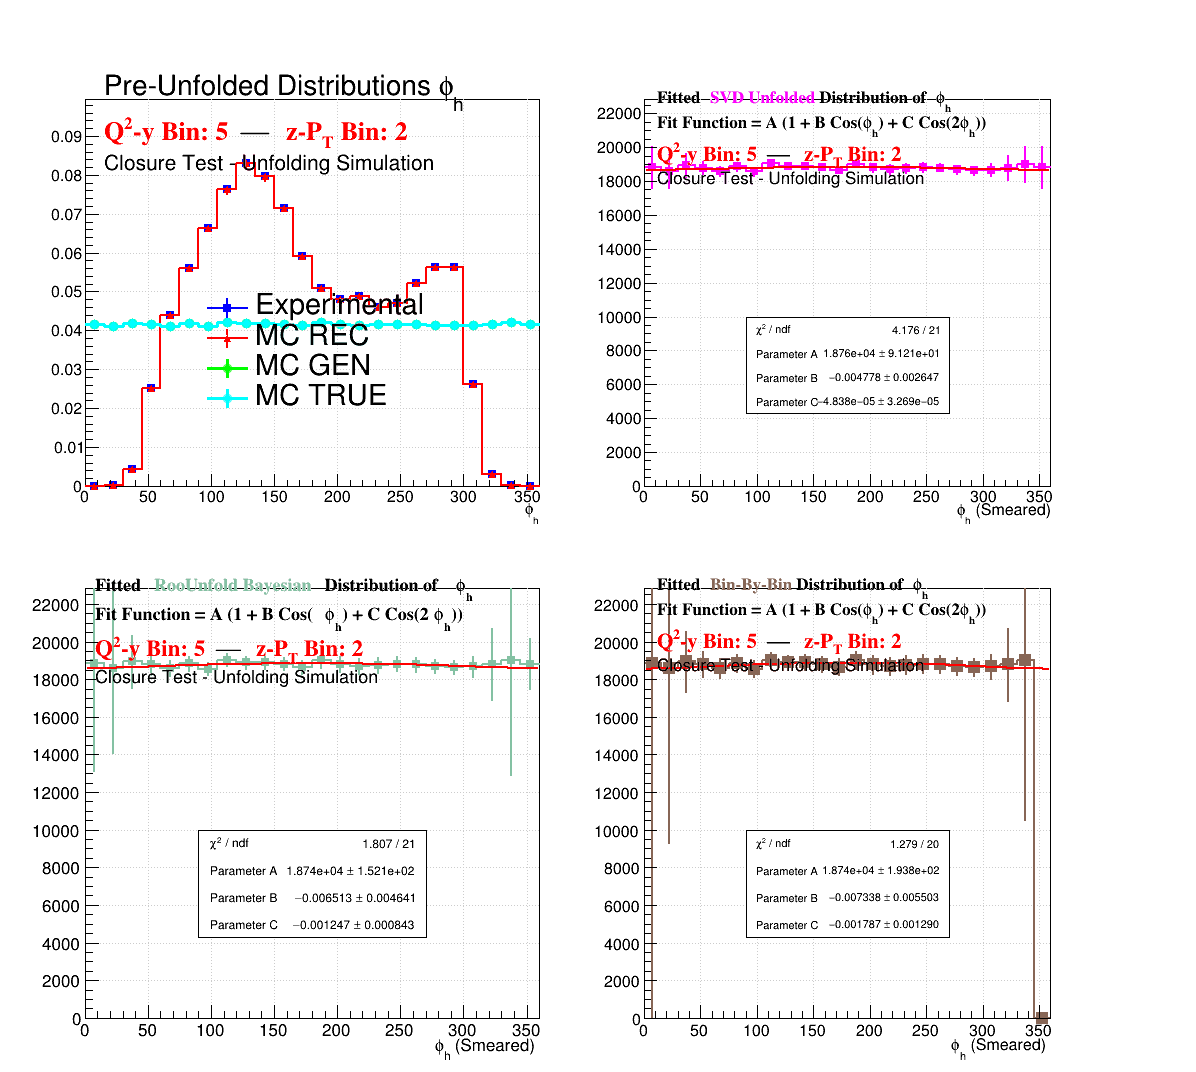 Pre-Unfolded Distributions ϕh
Q²-y Bin: 5 — z-PT Bin: 2
Closure Test - Unfolding Simulation
0.09
0.08
0.07
0.06
0.05
0.04
0.03
0.02
0.01
0
Experimental
MC REC
MC GEN
MC TRUE
0 50 100 150 200 250 300 350
ϕh
Fitted SVD Unfolded Distribution of ϕh
Fit Function = A (1 + B Cos(ϕh) + C Cos(2ϕh))
Q²-y Bin: 5 — z-PT Bin: 2
Closure Test - Unfolding Simulation
22000
20000
18000
16000
14000
12000
10000
8000
6000
4000
2000
0
χ² / ndf 4.176 / 21
Parameter A 1.876e+04 ± 9.121e+01
Parameter B −0.004778 ± 0.002647
Parameter C −4.838e−05 ± 3.269e−05
0 50 100 150 200 250 300 350
ϕh (Smeared)
Fitted RooUnfold Bayesian Distribution of ϕh
Fit Function = A (1 + B Cos( ϕh) + C Cos(2 ϕh))
Q²-y Bin: 5 — z-PT Bin: 2
Closure Test - Unfolding Simulation
22000
20000
18000
16000
14000
12000
10000
8000
6000
4000
2000
0
χ² / ndf 1.807 / 21
Parameter A 1.874e+04 ± 1.521e+02
Parameter B −0.006513 ± 0.004641
Parameter C −0.001247 ± 0.000843
0 50 100 150 200 250 300 350
ϕh (Smeared)
Fitted Bin-By-Bin Distribution of ϕh
Fit Function = A (1 + B Cos(ϕh) + C Cos(2ϕh))
Q²-y Bin: 5 — z-PT Bin: 2
Closure Test - Unfolding Simulation
22000
20000
18000
16000
14000
12000
10000
8000
6000
4000
2000
0
χ² / ndf 1.279 / 20
Parameter A 1.874e+04 ± 1.938e+02
Parameter B −0.007338 ± 0.005503
Parameter C −0.001787 ± 0.001290
0 50 100 150 200 250 300 350
ϕh (Smeared)